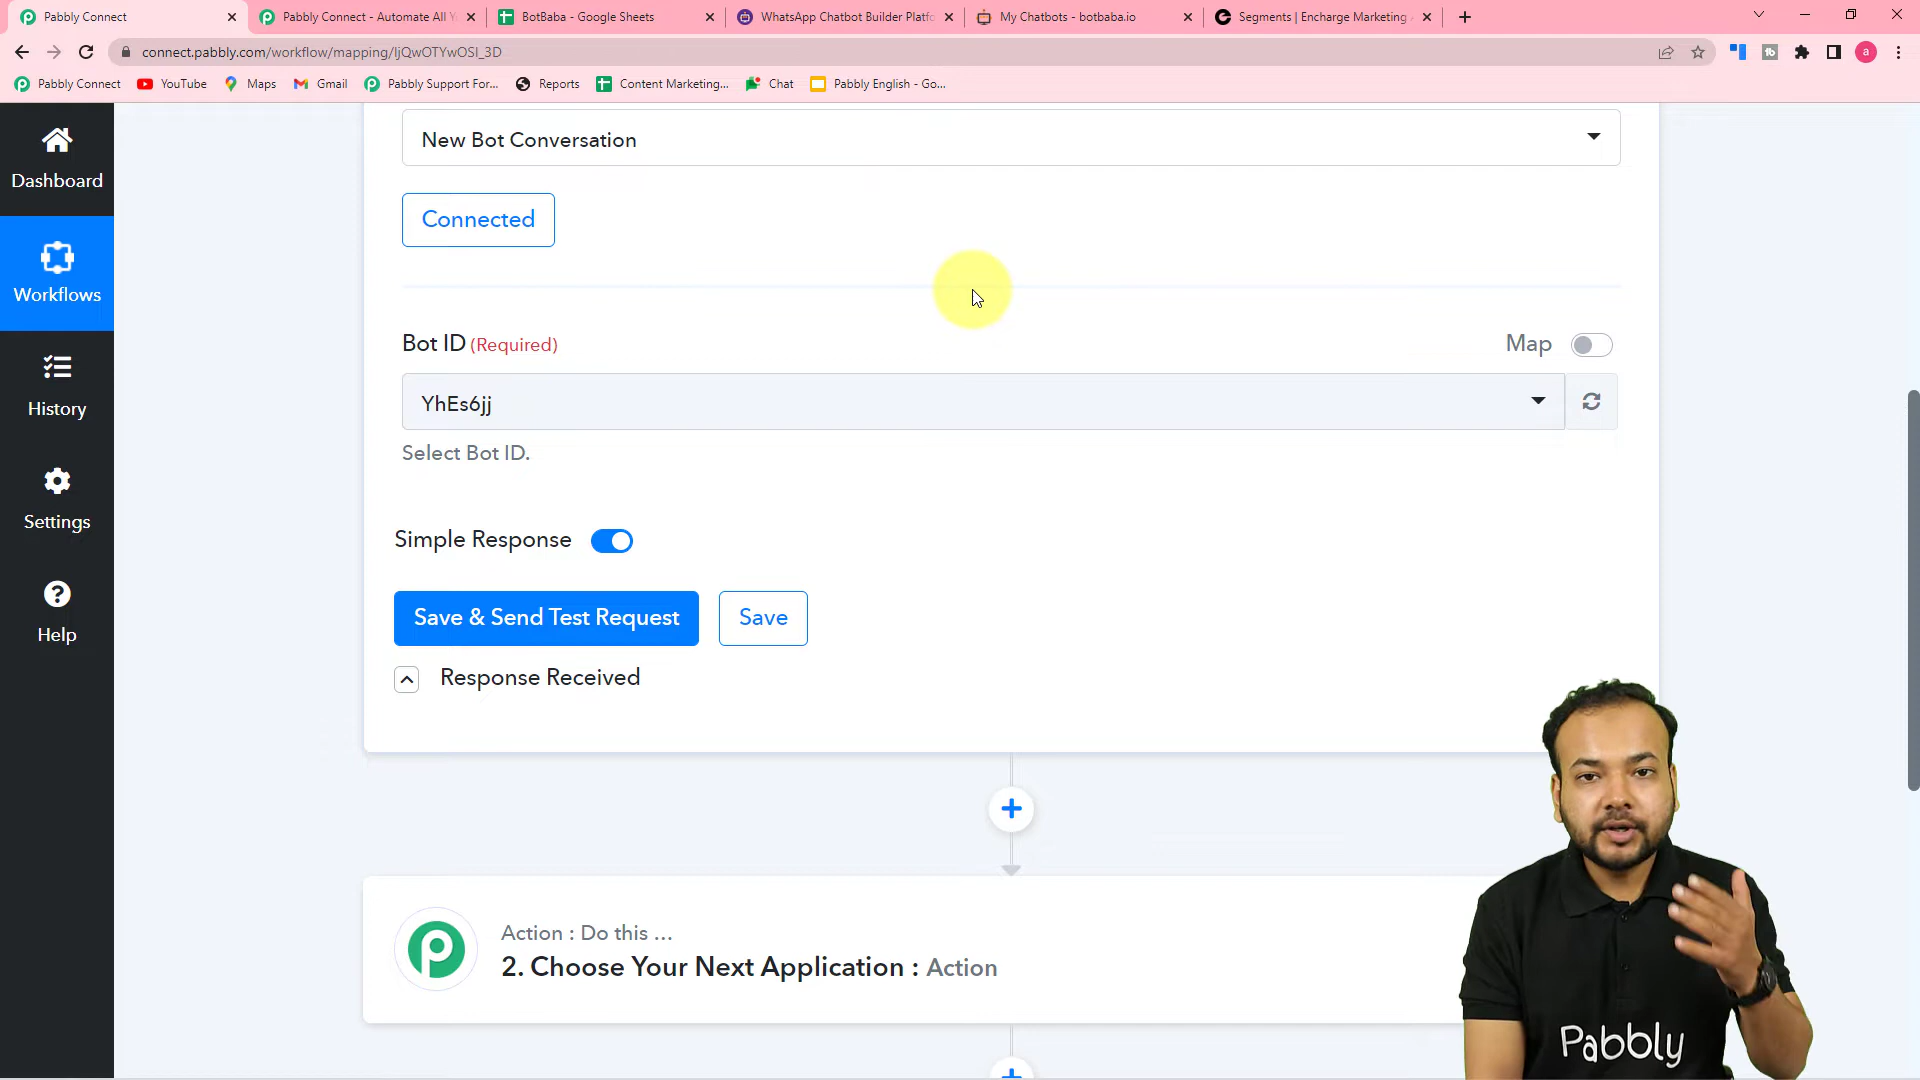 Pabbly Connect
Pabbly Connect - Automate All Y
BotBaba - Google Sheets
WhatsApp Chatbot Builder Platfo
My Chatbots - botbaba.io
Segments | Encharge Marketing
connect.pabbly.com/workflow/mapping/IjQwOTYwOSI_3D
a
Pabbly Connect
YouTube
Maps
Gmail
Pabbly Support For...
Reports
Content Marketing...
Chat
Pabbly English - Go...
Dashboard
Workflows
History
Settings
Help
New Bot Conversation
Connected
Bot ID (Required)
Map
YhEs6jj
Select Bot ID.
Simple Response
Save & Send Test Request
Save
Response Received
Action : Do this ...
2. Choose Your Next Application : Action
Pabbly